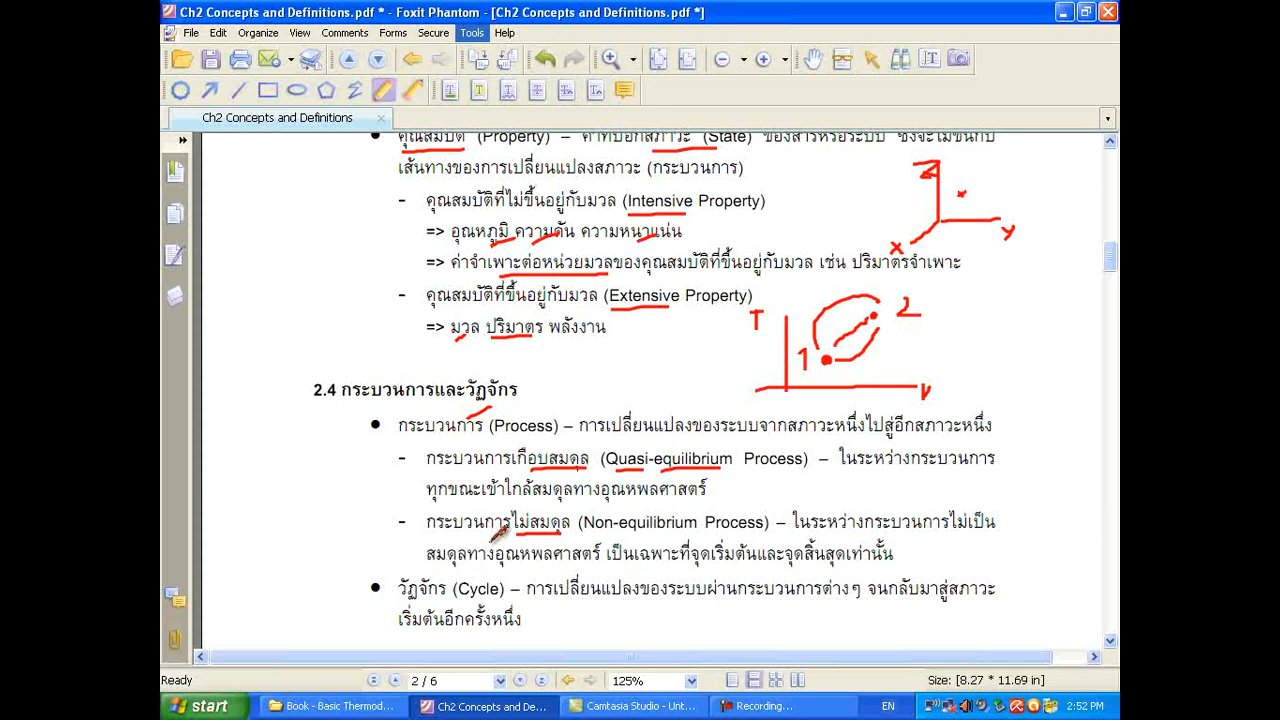 Ch2 Concepts and Definitions.pdf * - Foxit Phantom - [Ch2 Concepts and Definitions.pdf *]
File Edit Organize View Comments Forms Secure Tools Help
Ch2 Concepts and Definitions
คุณสมบัติ (Property) – ค่าที่บอกสภาวะ (State) ของสารหรือระบบ ซึ่งจะไม่ขึ้นกับ
เส้นทางของการเปลี่ยนแปลงสภาวะ (กระบวนการ)
- คุณสมบัติที่ไม่ขึ้นอยู่กับมวล (Intensive Property)
=> อุณหภูมิ ความดัน ความหนาแน่น
=> ค่าจำเพาะต่อหน่วยมวลของคุณสมบัติที่ขึ้นอยู่กับมวล เช่น ปริมาตรจำเพาะ
- คุณสมบัติที่ขึ้นอยู่กับมวล (Extensive Property)
=> มวล ปริมาตร พลังงาน
X Y
T 1 2 V
2.4 กระบวนการและวัฏจักร
● กระบวนการ (Process) – การเปลี่ยนแปลงของระบบจากสภาวะหนึ่งไปสู่อีกสภาวะหนึ่ง
- กระบวนการเกือบสมดุล (Quasi-equilibrium Process) – ในระหว่างกระบวนการ
ทุกขณะเข้าใกล้สมดุลทางอุณหพลศาสตร์
- กระบวนการไม่สมดุล (Non-equilibrium Process) – ในระหว่างกระบวนการไม่เป็น
สมดุลทางอุณหพลศาสตร์ เป็นเฉพาะที่จุดเริ่มต้นและจุดสิ้นสุดเท่านั้น
● วัฏจักร (Cycle) – การเปลี่ยนแปลงของระบบผ่านกระบวนการต่างๆ จนกลับมาสู่สภาวะ
เริ่มต้นอีกครั้งหนึ่ง
Ready 2 / 6 125% Size: [8.27 * 11.69 in]
start Book - Basic Thermod... Ch2 Concepts and De... Camtasia Studio - Unt... Recording... EN 2:52 PM